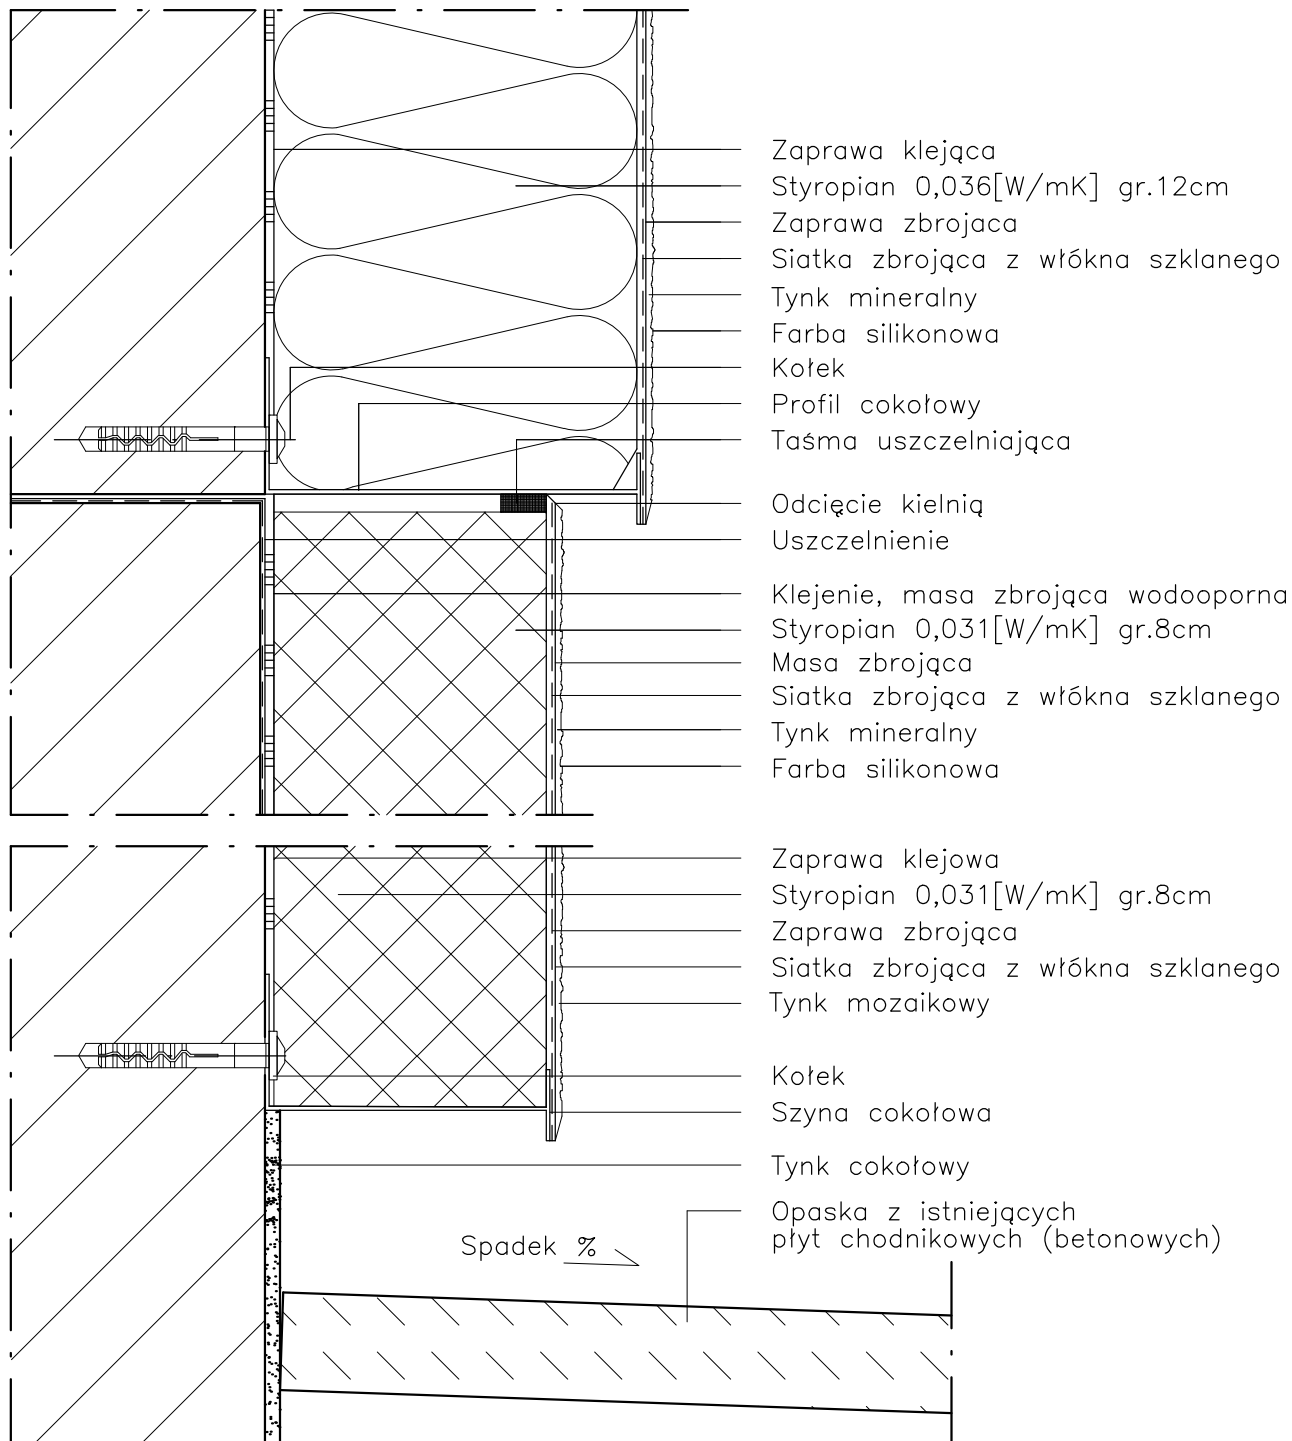 Zaprawa klejąca
Styropian 0,036[W/mK] gr.12cm
Zaprawa zbrojaca
Siatka zbrojąca z włókna szklanego
Tynk mineralny
Farba silikonowa
Kołek
Profil cokołowy
Taśma uszczelniająca
Odcięcie kielnią
Uszczelnienie
Klejenie, masa zbrojąca wodooporna
Styropian 0,031[W/mK] gr.8cm
Masa zbrojąca
Siatka zbrojąca z włókna szklanego
Tynk mineralny
Farba silikonowa
Zaprawa klejowa
Styropian 0,031[W/mK] gr.8cm
Zaprawa zbrojąca
Siatka zbrojąca z włókna szklanego
Tynk mozaikowy
Kołek
Szyna cokołowa
Tynk cokołowy
Opaska z istniejących
płyt chodnikowych (betonowych)
Spadek %